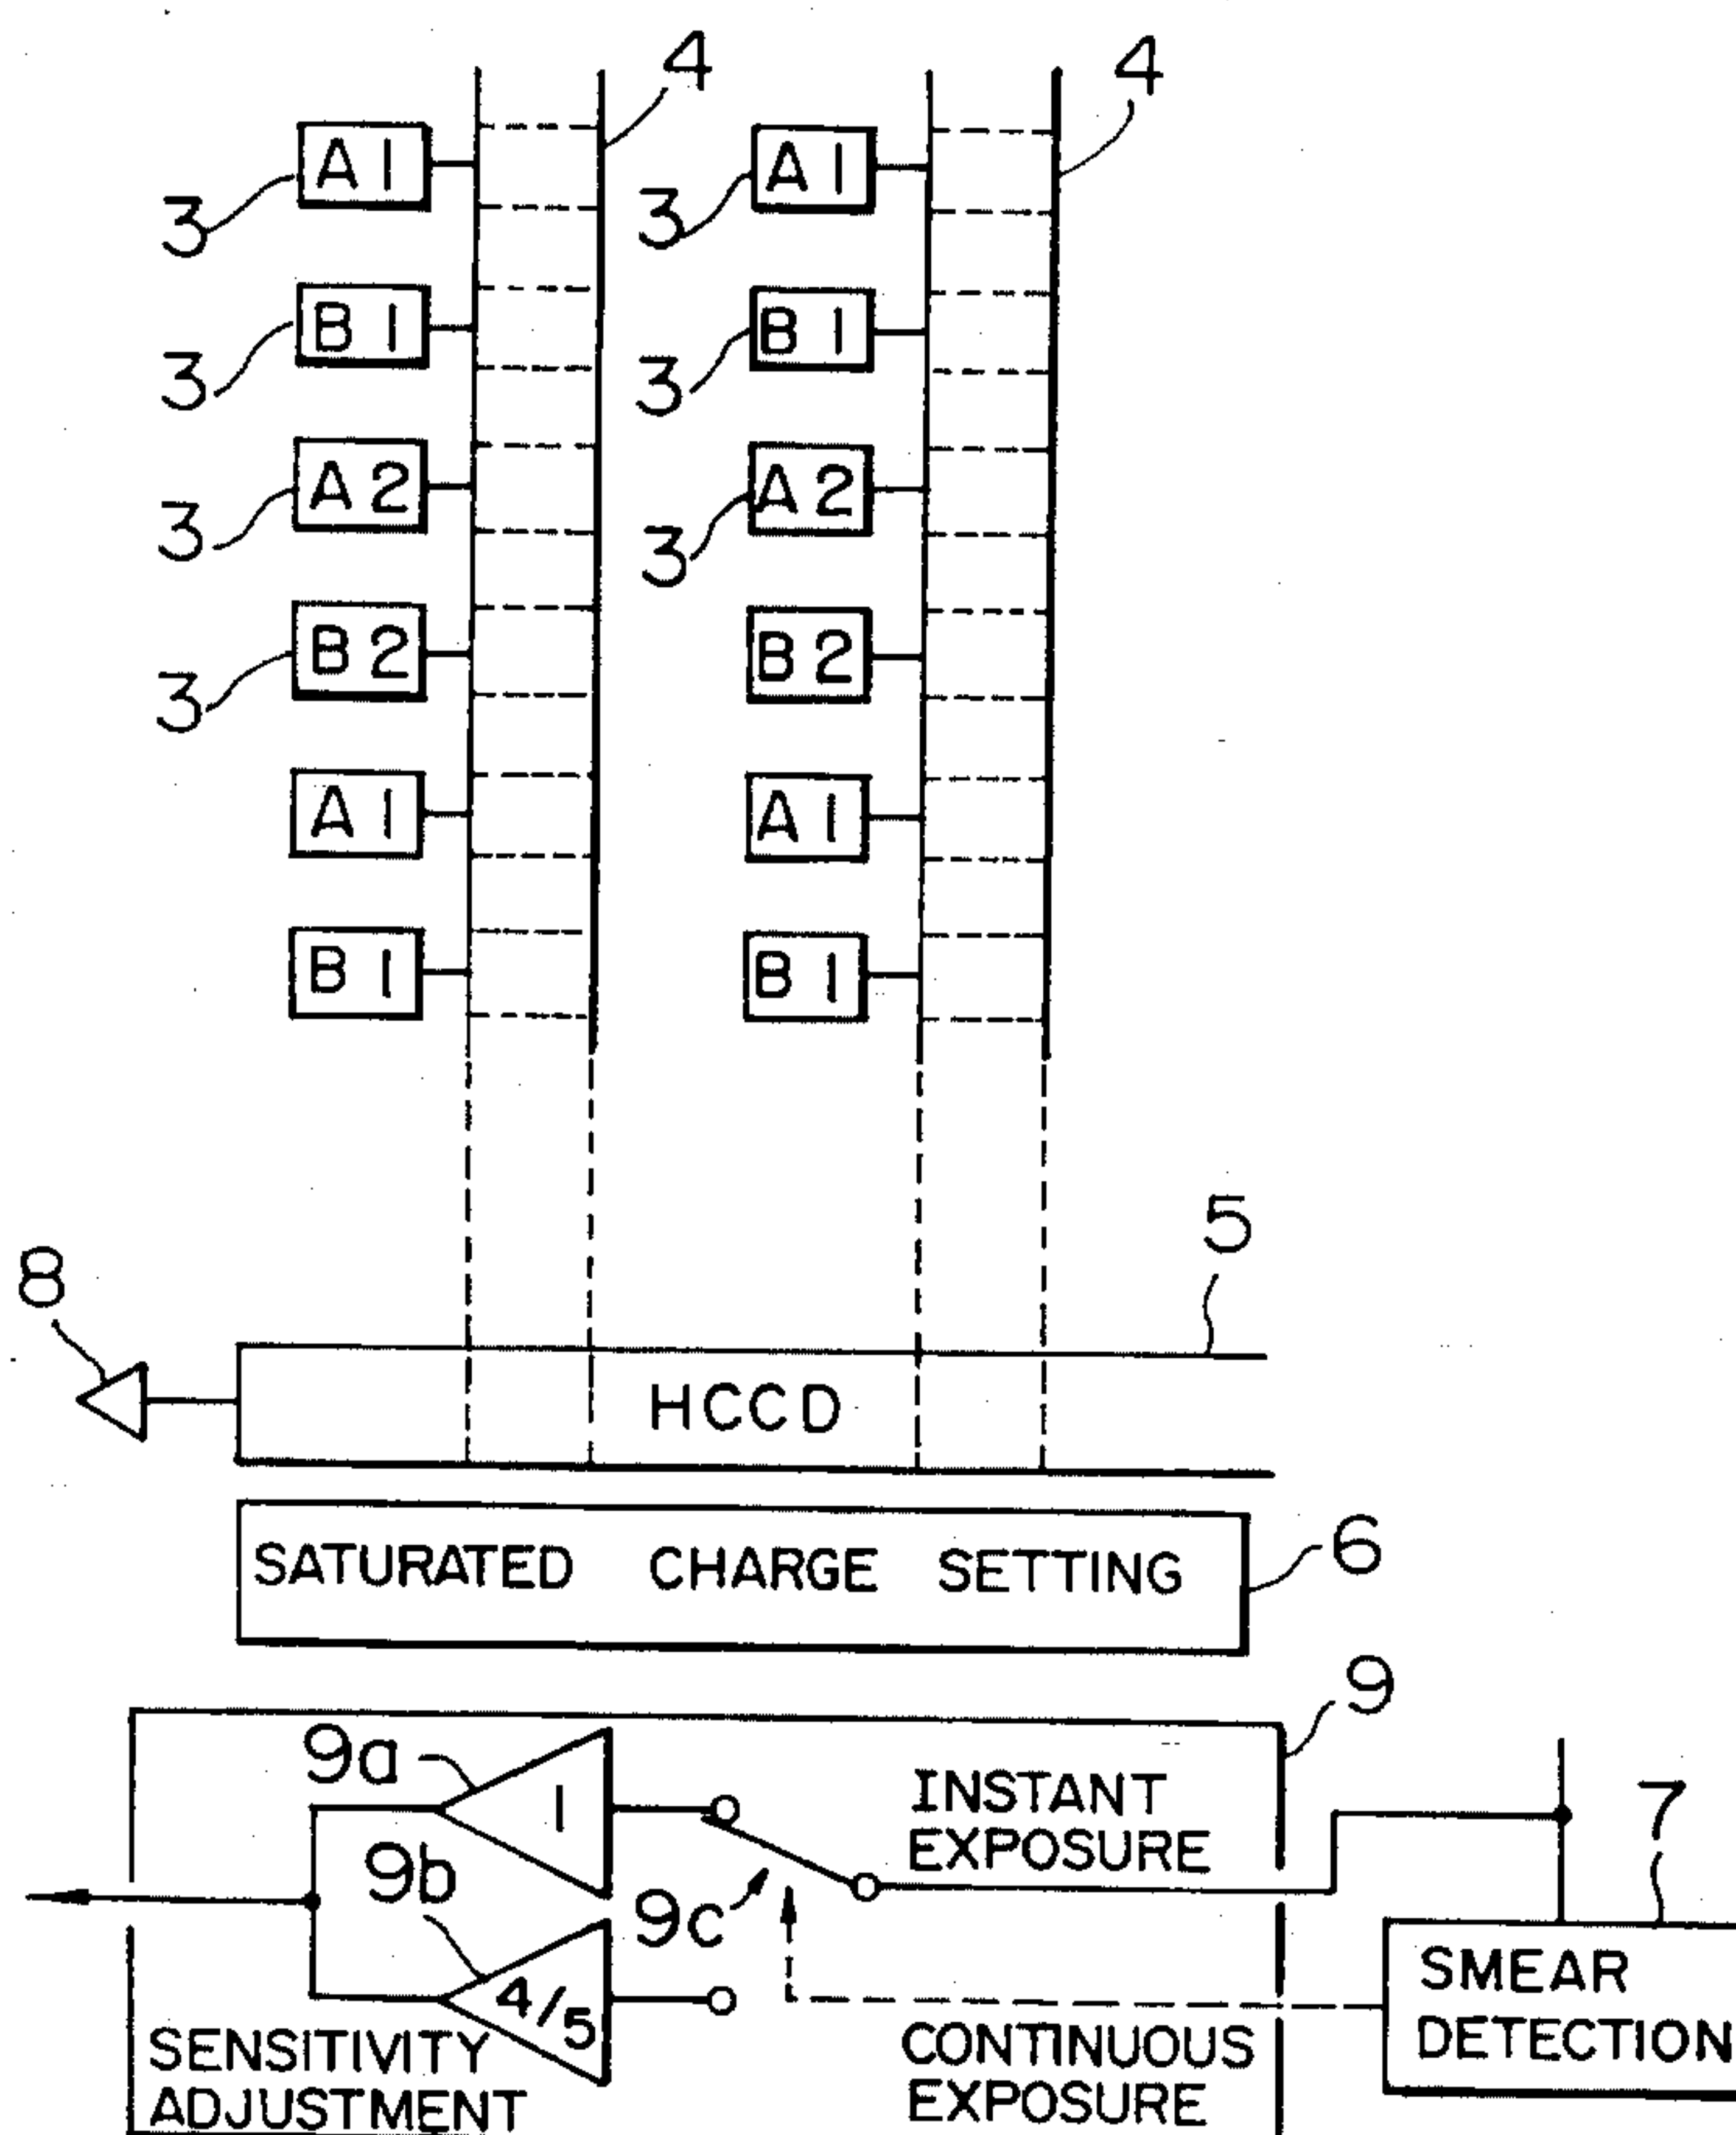 4 4
A1 A1
3 3
B1 B1
3 3
A2 A2
3 3
B2 B2
3
A1 A1
B1 B1
5
8
HCCD
SATURATED CHARGE SETTING 6
9
9a 1 INSTANT
EXPOSURE
7
9b
9c
4/5
SMEAR
DETECTION
SENSITIVITY
ADJUSTMENT
CONTINUOUS
EXPOSURE